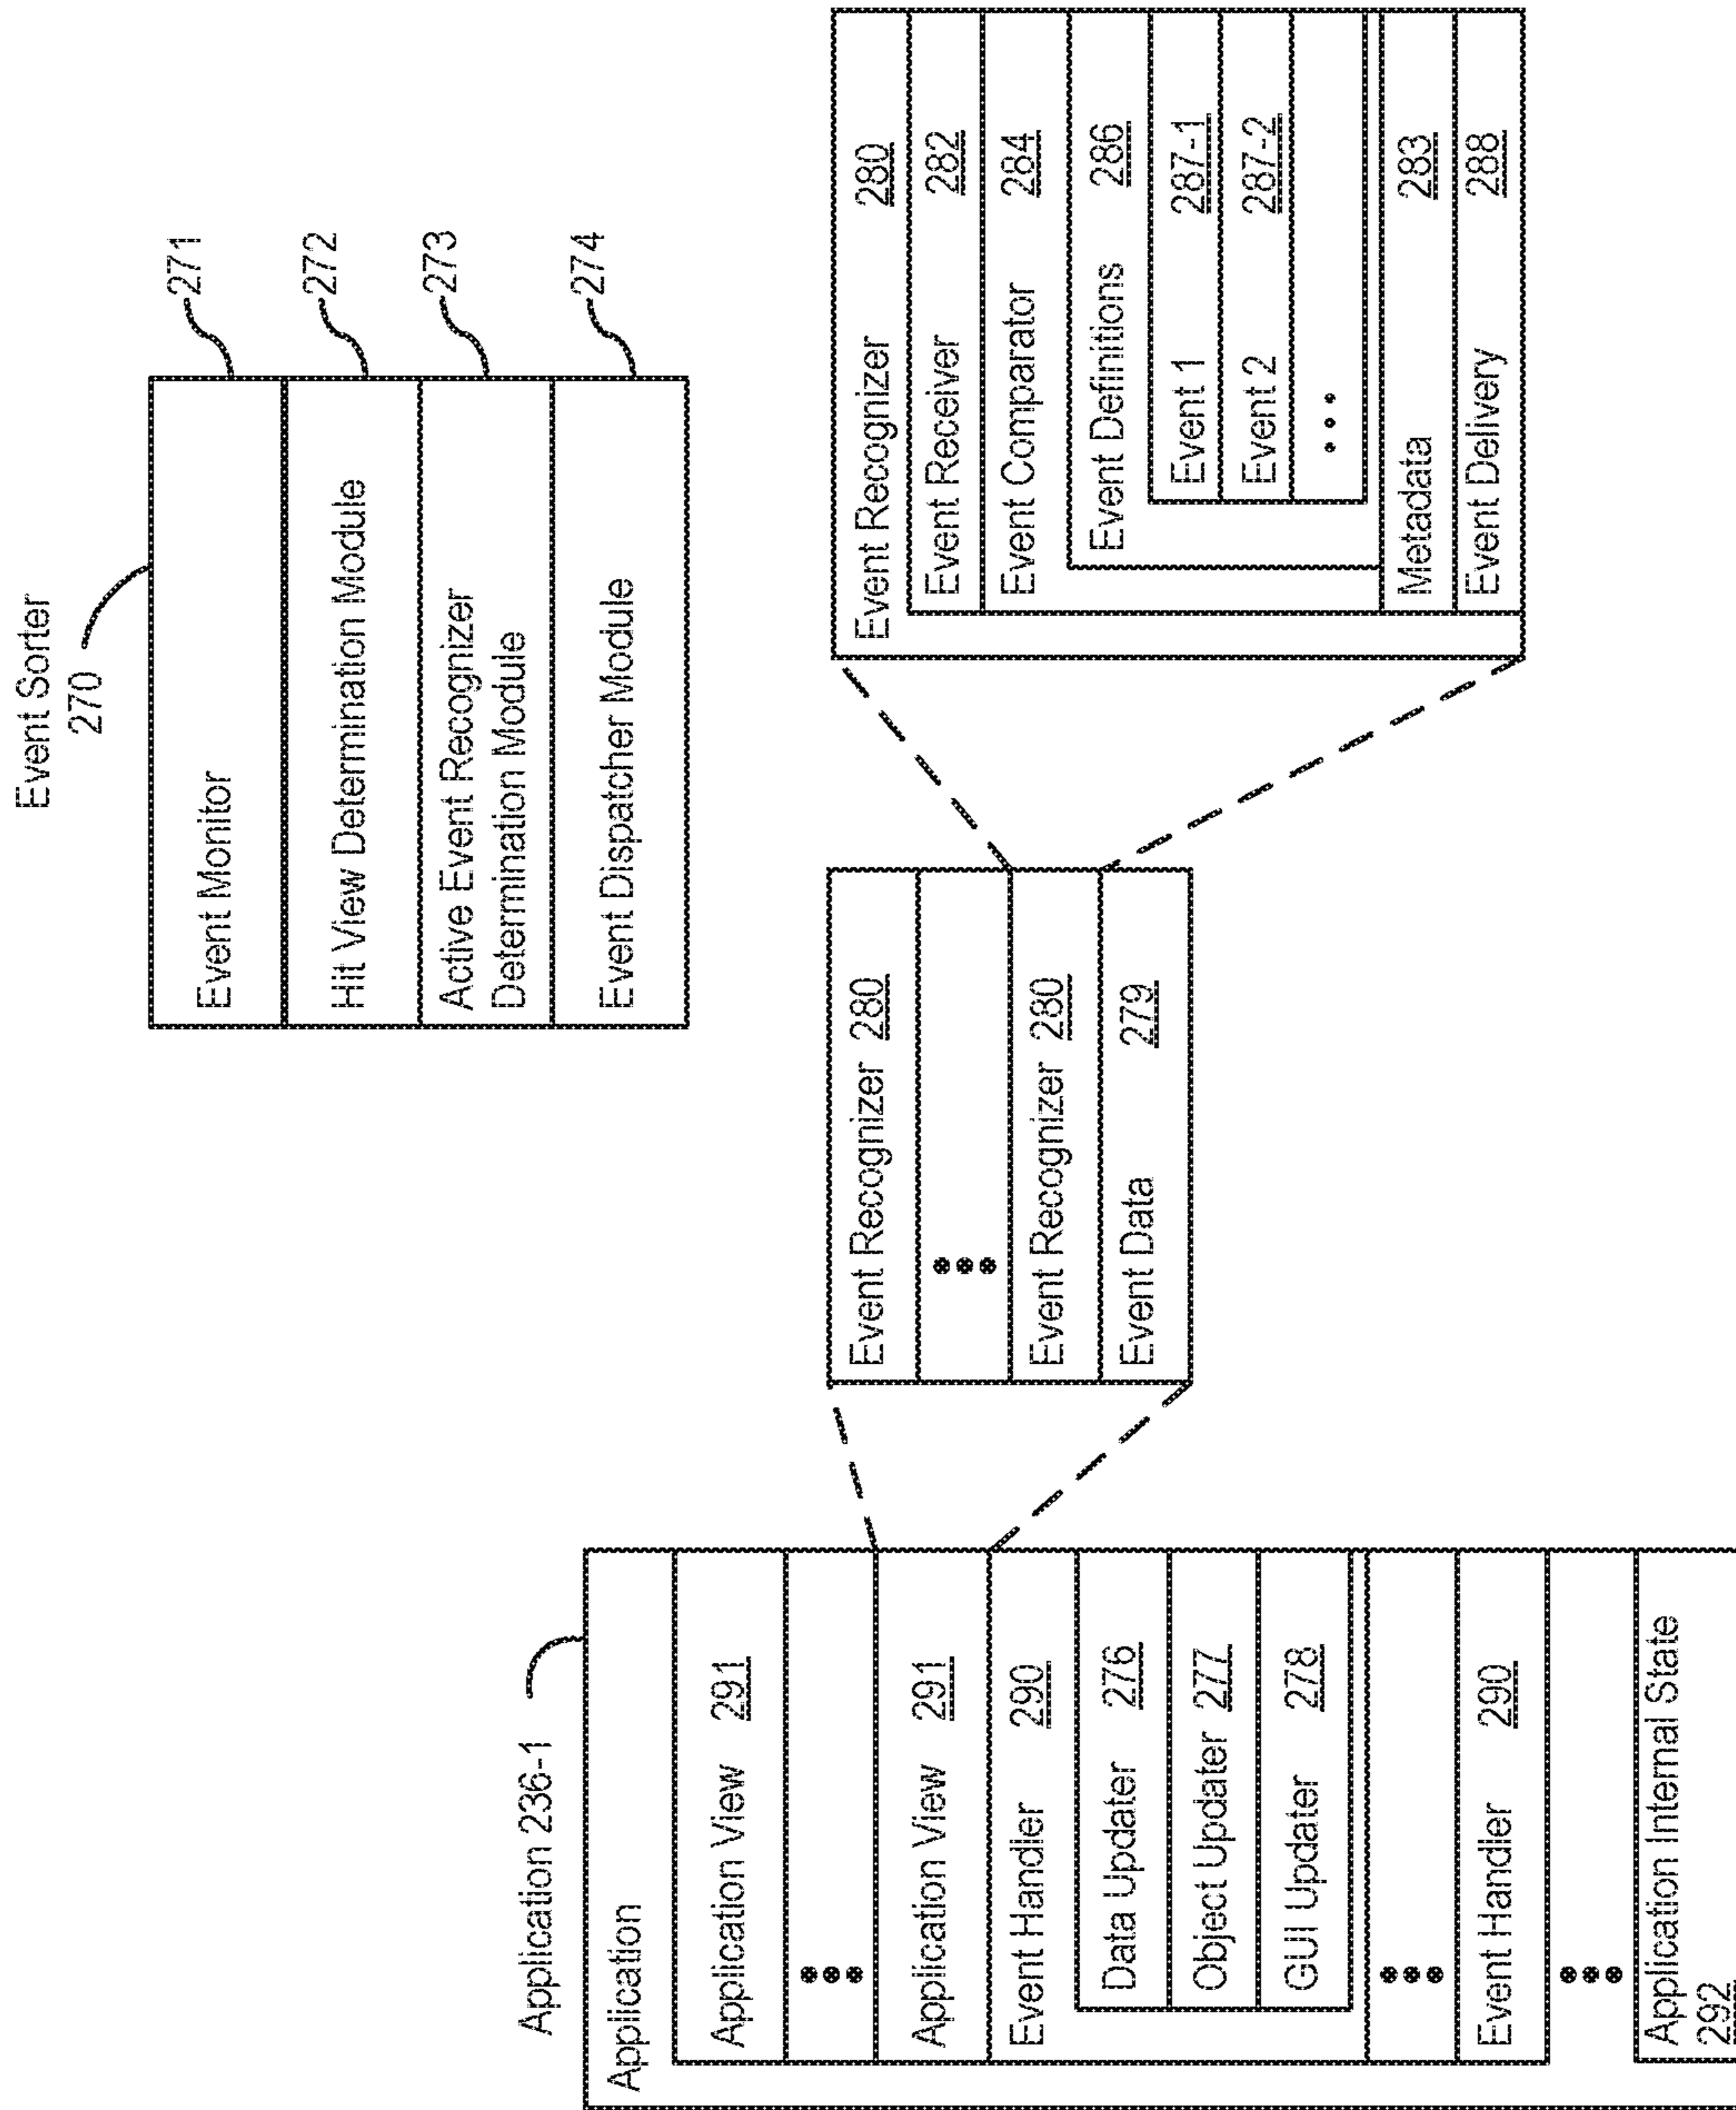 Event Sorter
270
Event Monitor
271
Hit View Determination Module
272
Active Event Recognizer
Determination Module
273
Event Dispatcher Module
274
Application 236-1
Application
Application View 291
•••
Application View 291
Event Handler 290
Data Updater 276
Object Updater 277
GUI Updater 278
•••
Event Handler 290
•••
Application Internal State
292
Event Recognizer 280
•••
Event Recognizer 280
Event Data 279
Event Recognizer 280
Event Receiver 282
Event Comparator 284
Event Definitions 286
Event 1 287-1
Event 2 287-2
...
Metadata 283
Event Delivery 288